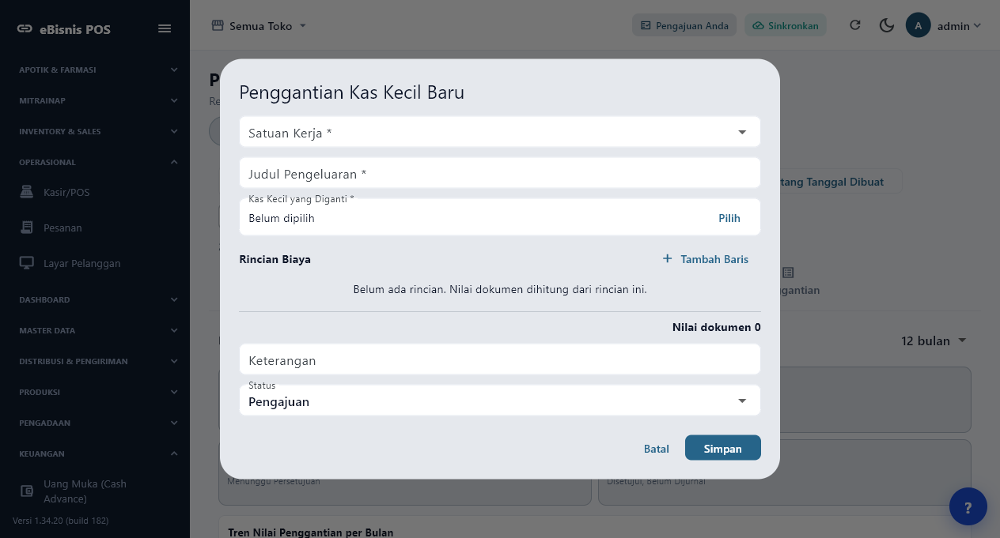 eBisnis POS
Semua Toko
Pengajuan Anda
Sinkronkan
A
admin
APOTIK & FARMASI
MITRAINAP
INVENTORY & SALES
OPERASIONAL
Kasir/POS
Pesanan
Layar Pelanggan
DASHBOARD
MASTER DATA
DISTRIBUSI & PENGIRIMAN
PRODUKSI
PENGADAAN
KEUANGAN
Uang Muka (Cash
Advance)
Versi 1.34.20 (build 182)
Penggantian Kas Kecil Baru
Satuan Kerja *
Judul Pengeluaran *
Kas Kecil yang Diganti *
Belum dipilih
Pilih
Rincian Biaya
+ Tambah Baris
Belum ada rincian. Nilai dokumen dihitung dari rincian ini.
Nilai dokumen 0
Keterangan
Status
Pengajuan
Batal
Simpan
Tanggal Dibuat
12 bulan
Menunggu Persetujuan
Disetujui, Belum Dijurnal
Tren Nilai Penggantian per Bulan
?